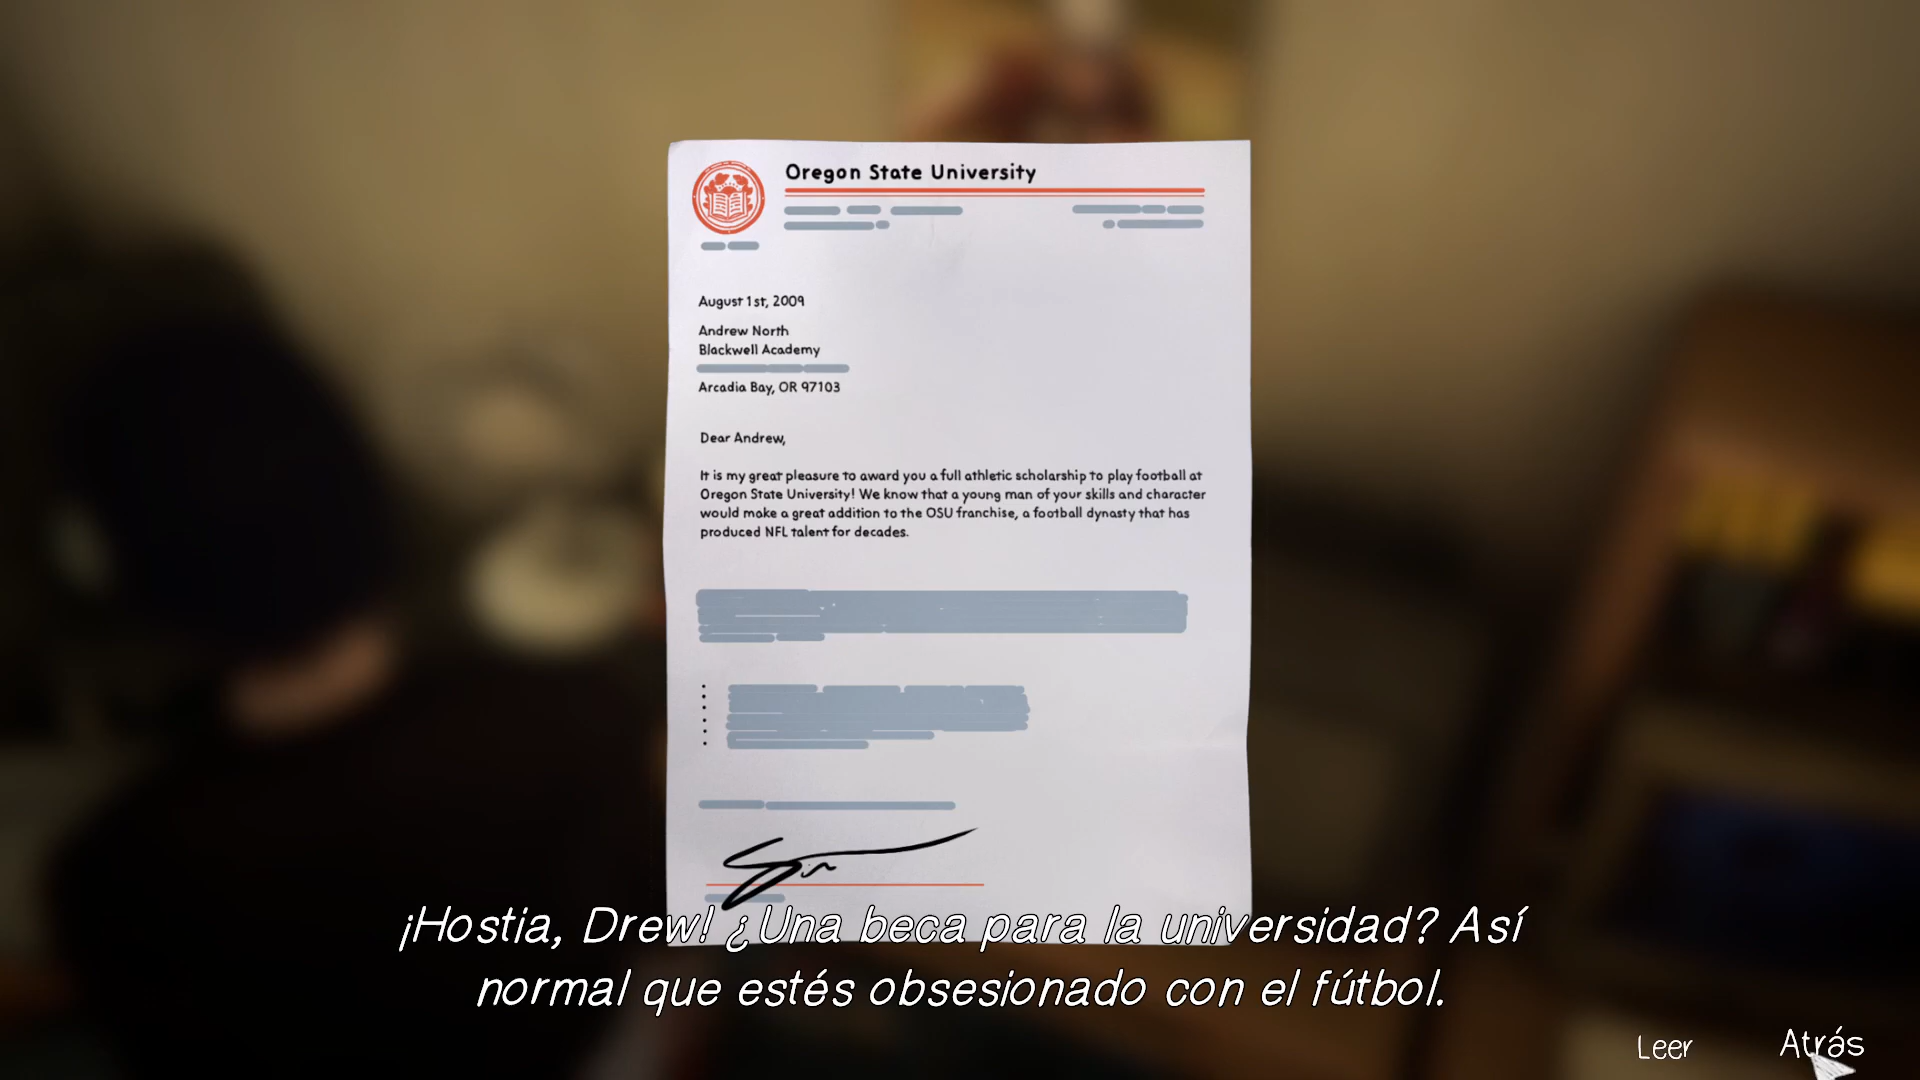 Oregon State University
August 1st, 2009
Andrew North
Blackwell Academy
Arcadia Bay, OR 97103
Dear Andrew,
It is my great pleasure to award you a full athletic scholarship to play football at
Oregon State University! We know that a young man of your skills and character
would make a great addition to the OSU franchise, a football dynasty that has
produced NFL talent for decades.
¡Hostia, Drew! ¿Una beca para la universidad? Así
normal que estés obsesionado con el fútbol.
Leer Atrás